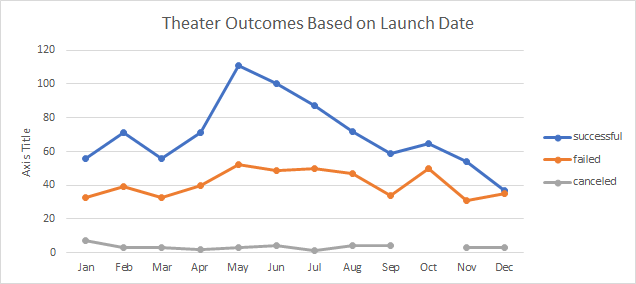 Theater Outcomes Based on Launch Date
120
100
80
60
40
20
0
Axis Title
Jan Feb Mar Apr May Jun Jul Aug Sep Oct Nov Dec
successful
failed
canceled